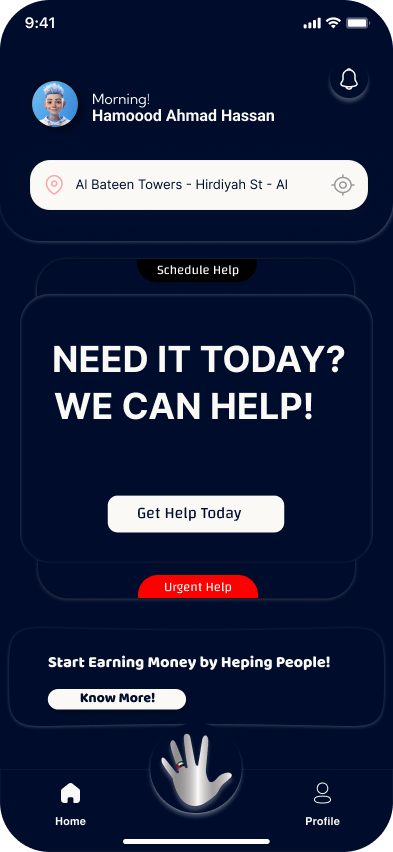 9:41
Morning!
Hamoood Ahmad Hassan
Al Bateen Towers - Hirdiyah St - Al
Schedule Help
NEED IT TODAY?
WE CAN HELP!
Get Help Today
Urgent Help
Start Earning Money by Heping People!
Know More!
Home
Profile